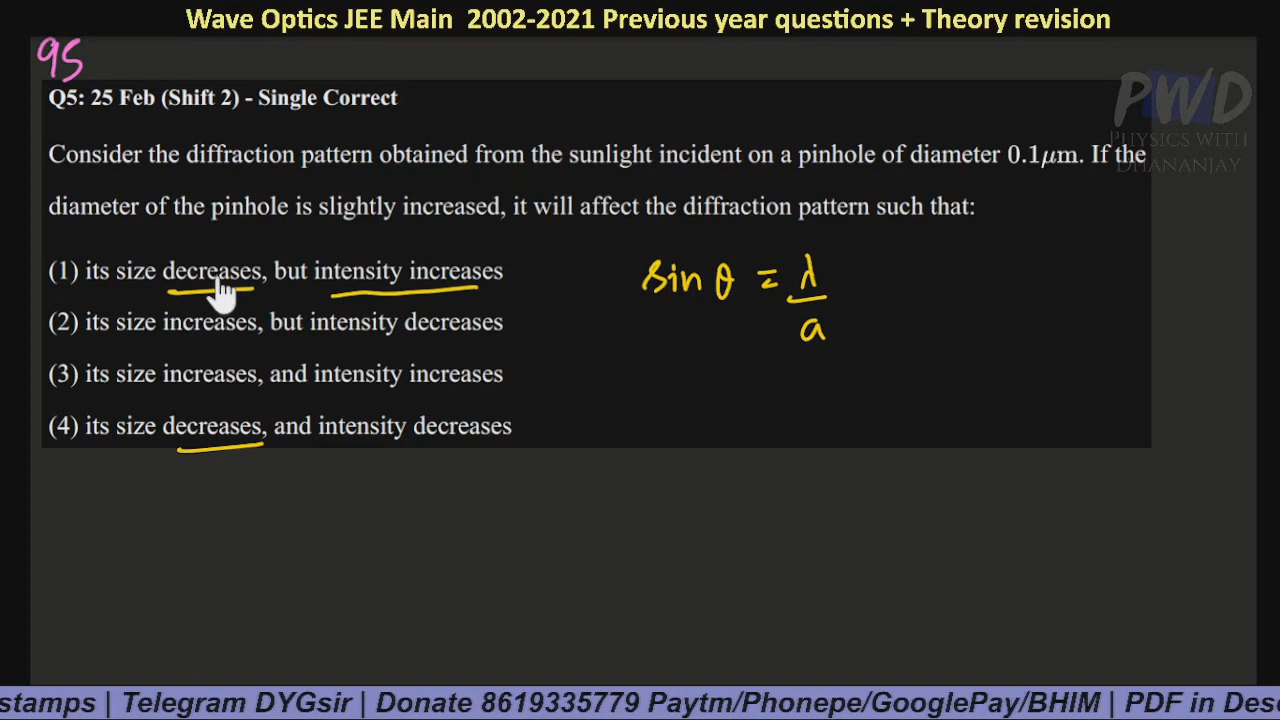 Wave Optics JEE Main 2002-2021 Previous year questions + Theory revision
95
PWD
PHYSICS WITH
DHANANJAY
Q5: 25 Feb (Shift 2) - Single Correct
Consider the diffraction pattern obtained from the sunlight incident on a pinhole of diameter 0.1μm. If the
diameter of the pinhole is slightly increased, it will affect the diffraction pattern such that:
(1) its size decreases, but intensity increases
(2) its size increases, but intensity decreases
(3) its size increases, and intensity increases
(4) its size decreases, and intensity decreases
sin θ = λ
a
stamps | Telegram DYGsir | Donate 8619335779 Paytm/Phonepe/GooglePay/BHIM | PDF in Desc